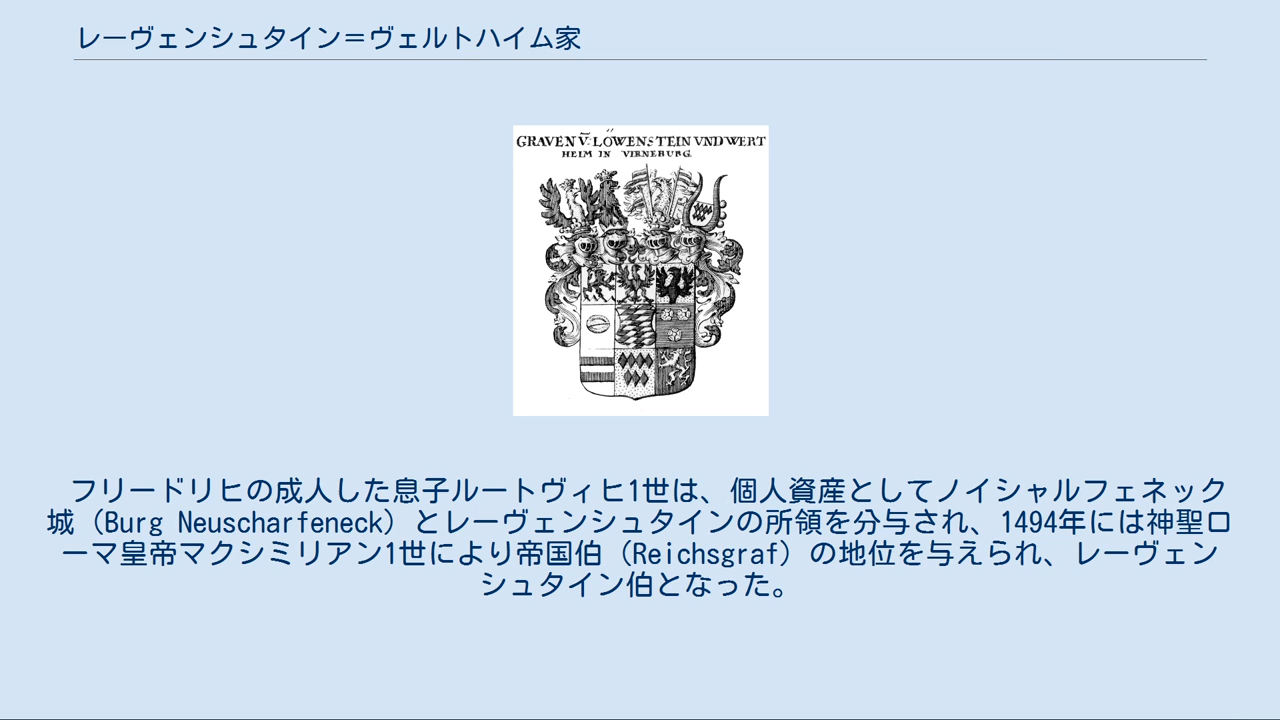 レーヴェンシュタイン＝ヴェルトハイム家
GRAVEN Ṽ. LÖWENSTEIN VND WERT
HEIM IN VIRNEBURG.
フリードリヒの成人した息子ルートヴィヒ1世は、個人資産としてノイシャルフェネック
城（Burg Neuscharfeneck）とレーヴェンシュタインの所領を分与され、1494年には神聖ロ
ーマ皇帝マクシミリアン1世により帝国伯（Reichsgraf）の地位を与えられ、レーヴェン
シュタイン伯となった。